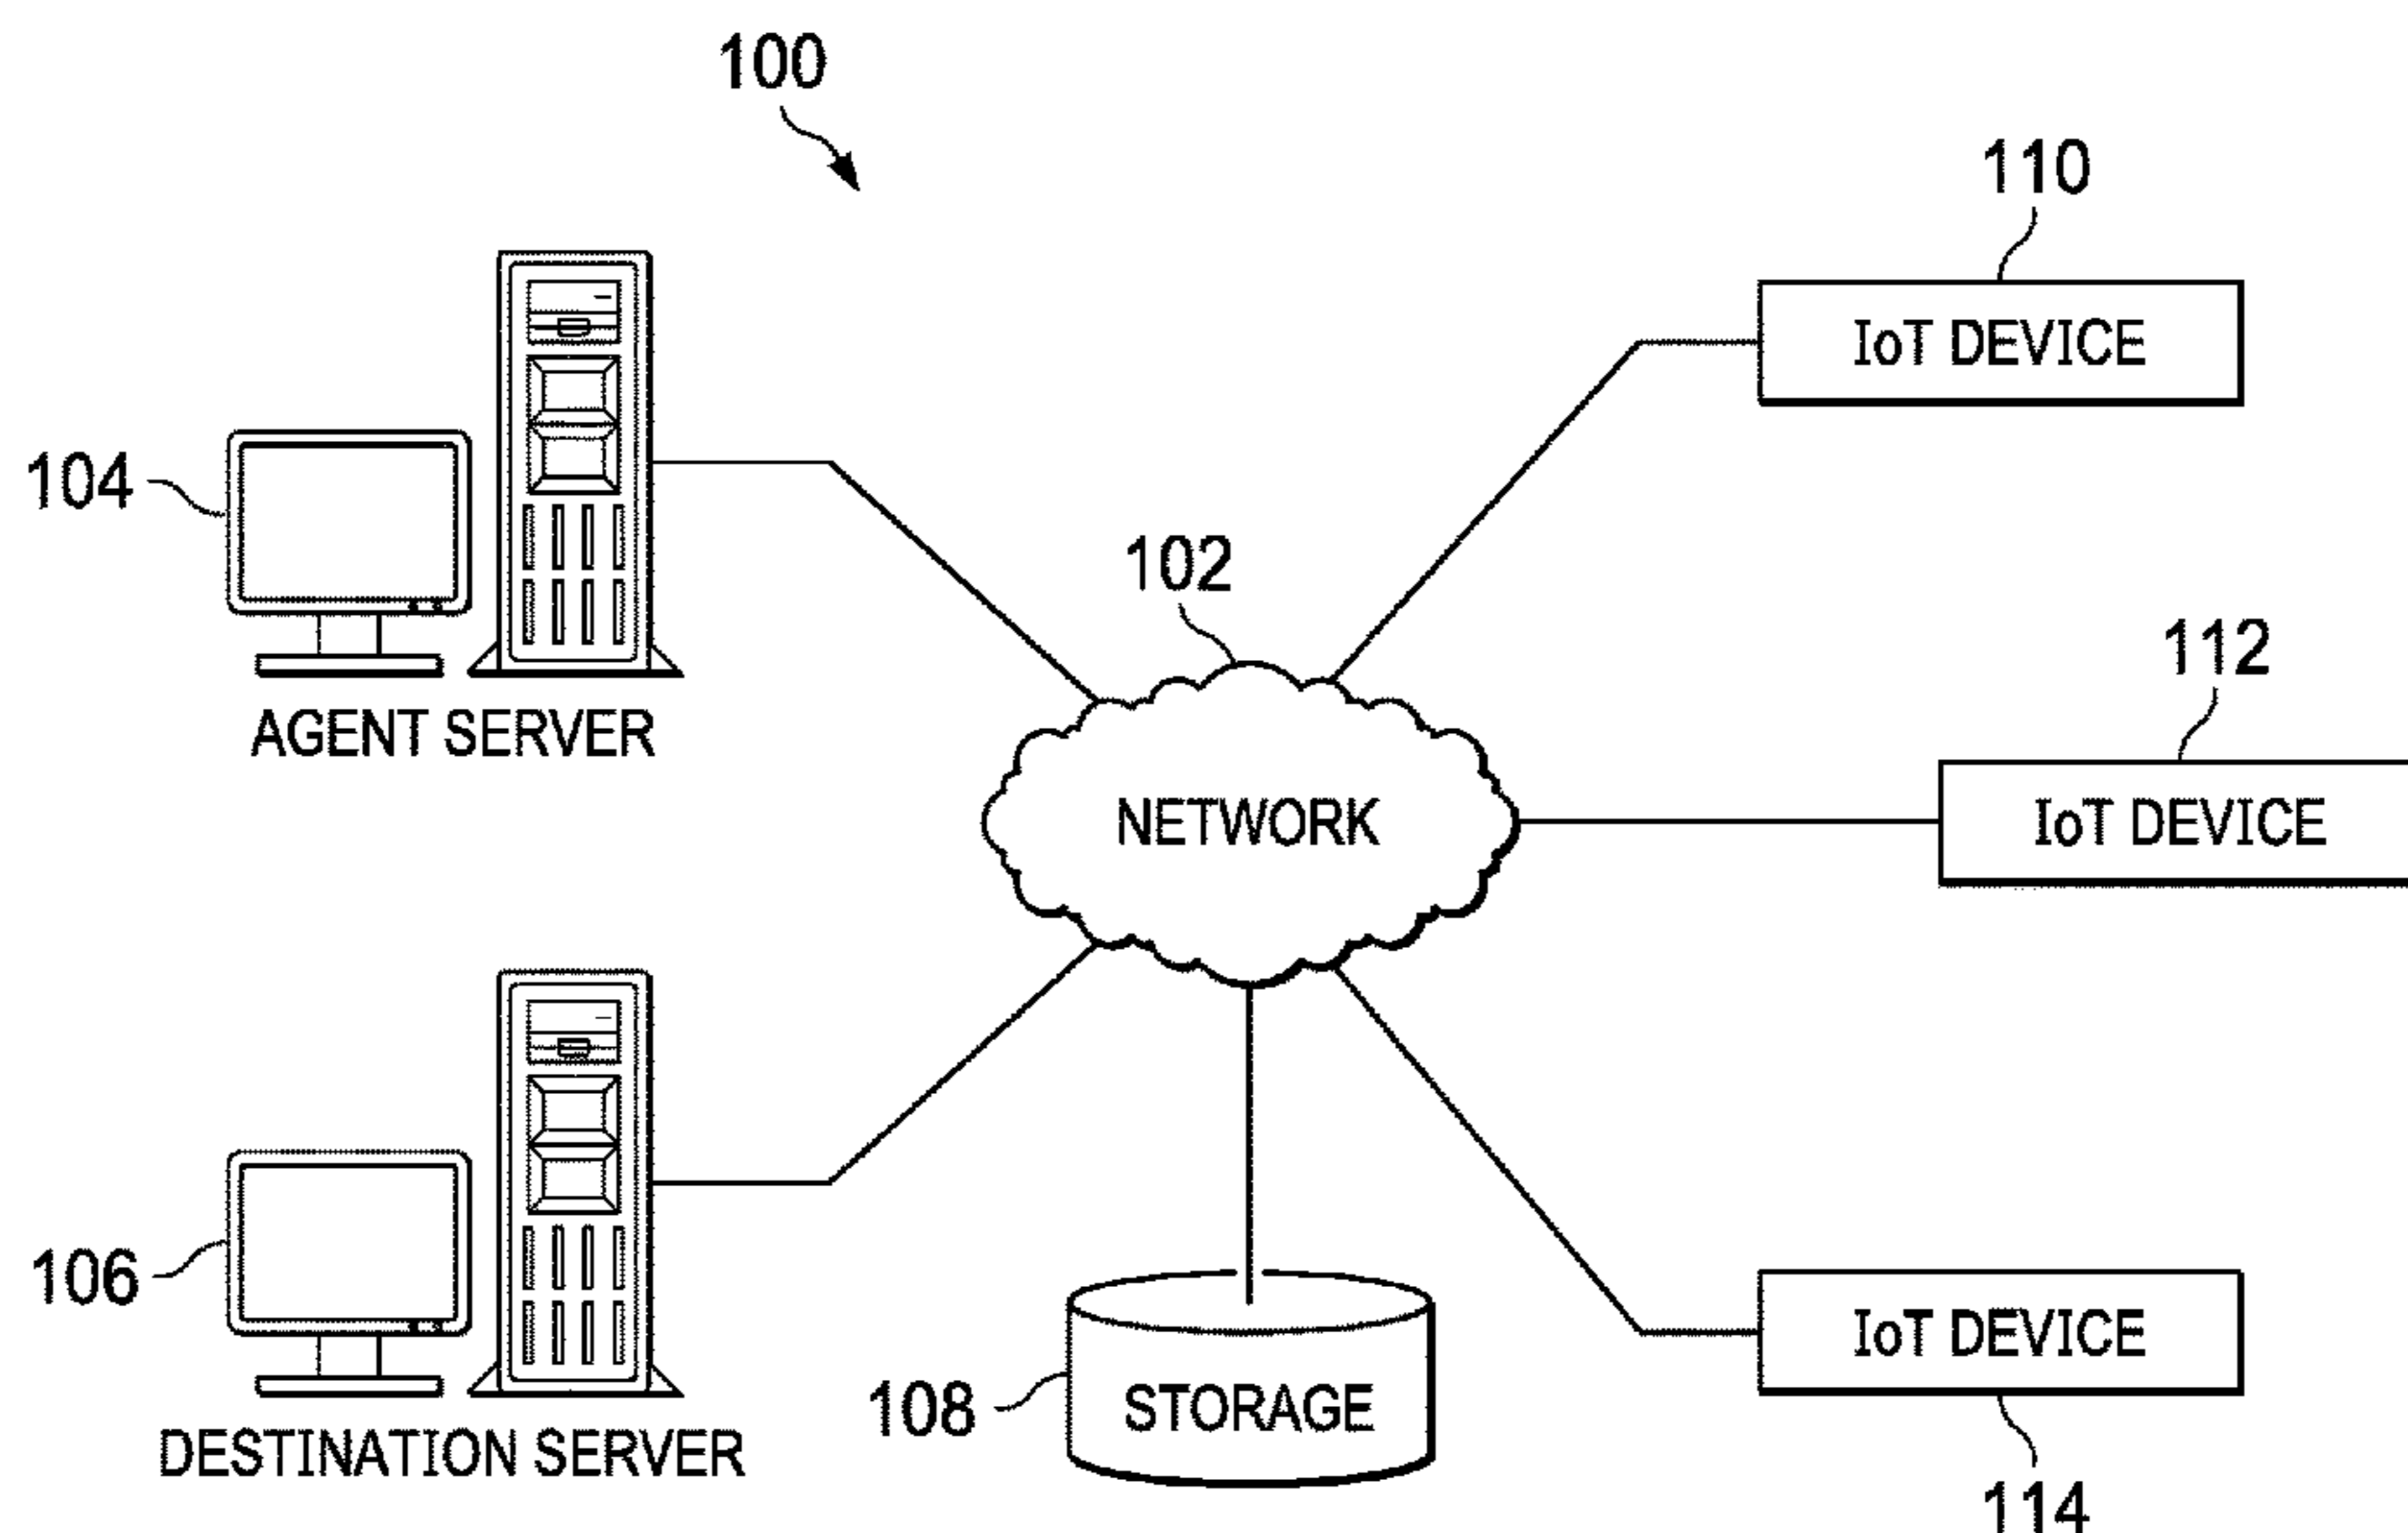 100
110
IoT DEVICE
104
102
112
AGENT SERVER
NETWORK
IoT DEVICE
106
108
STORAGE
IoT DEVICE
DESTINATION SERVER
114